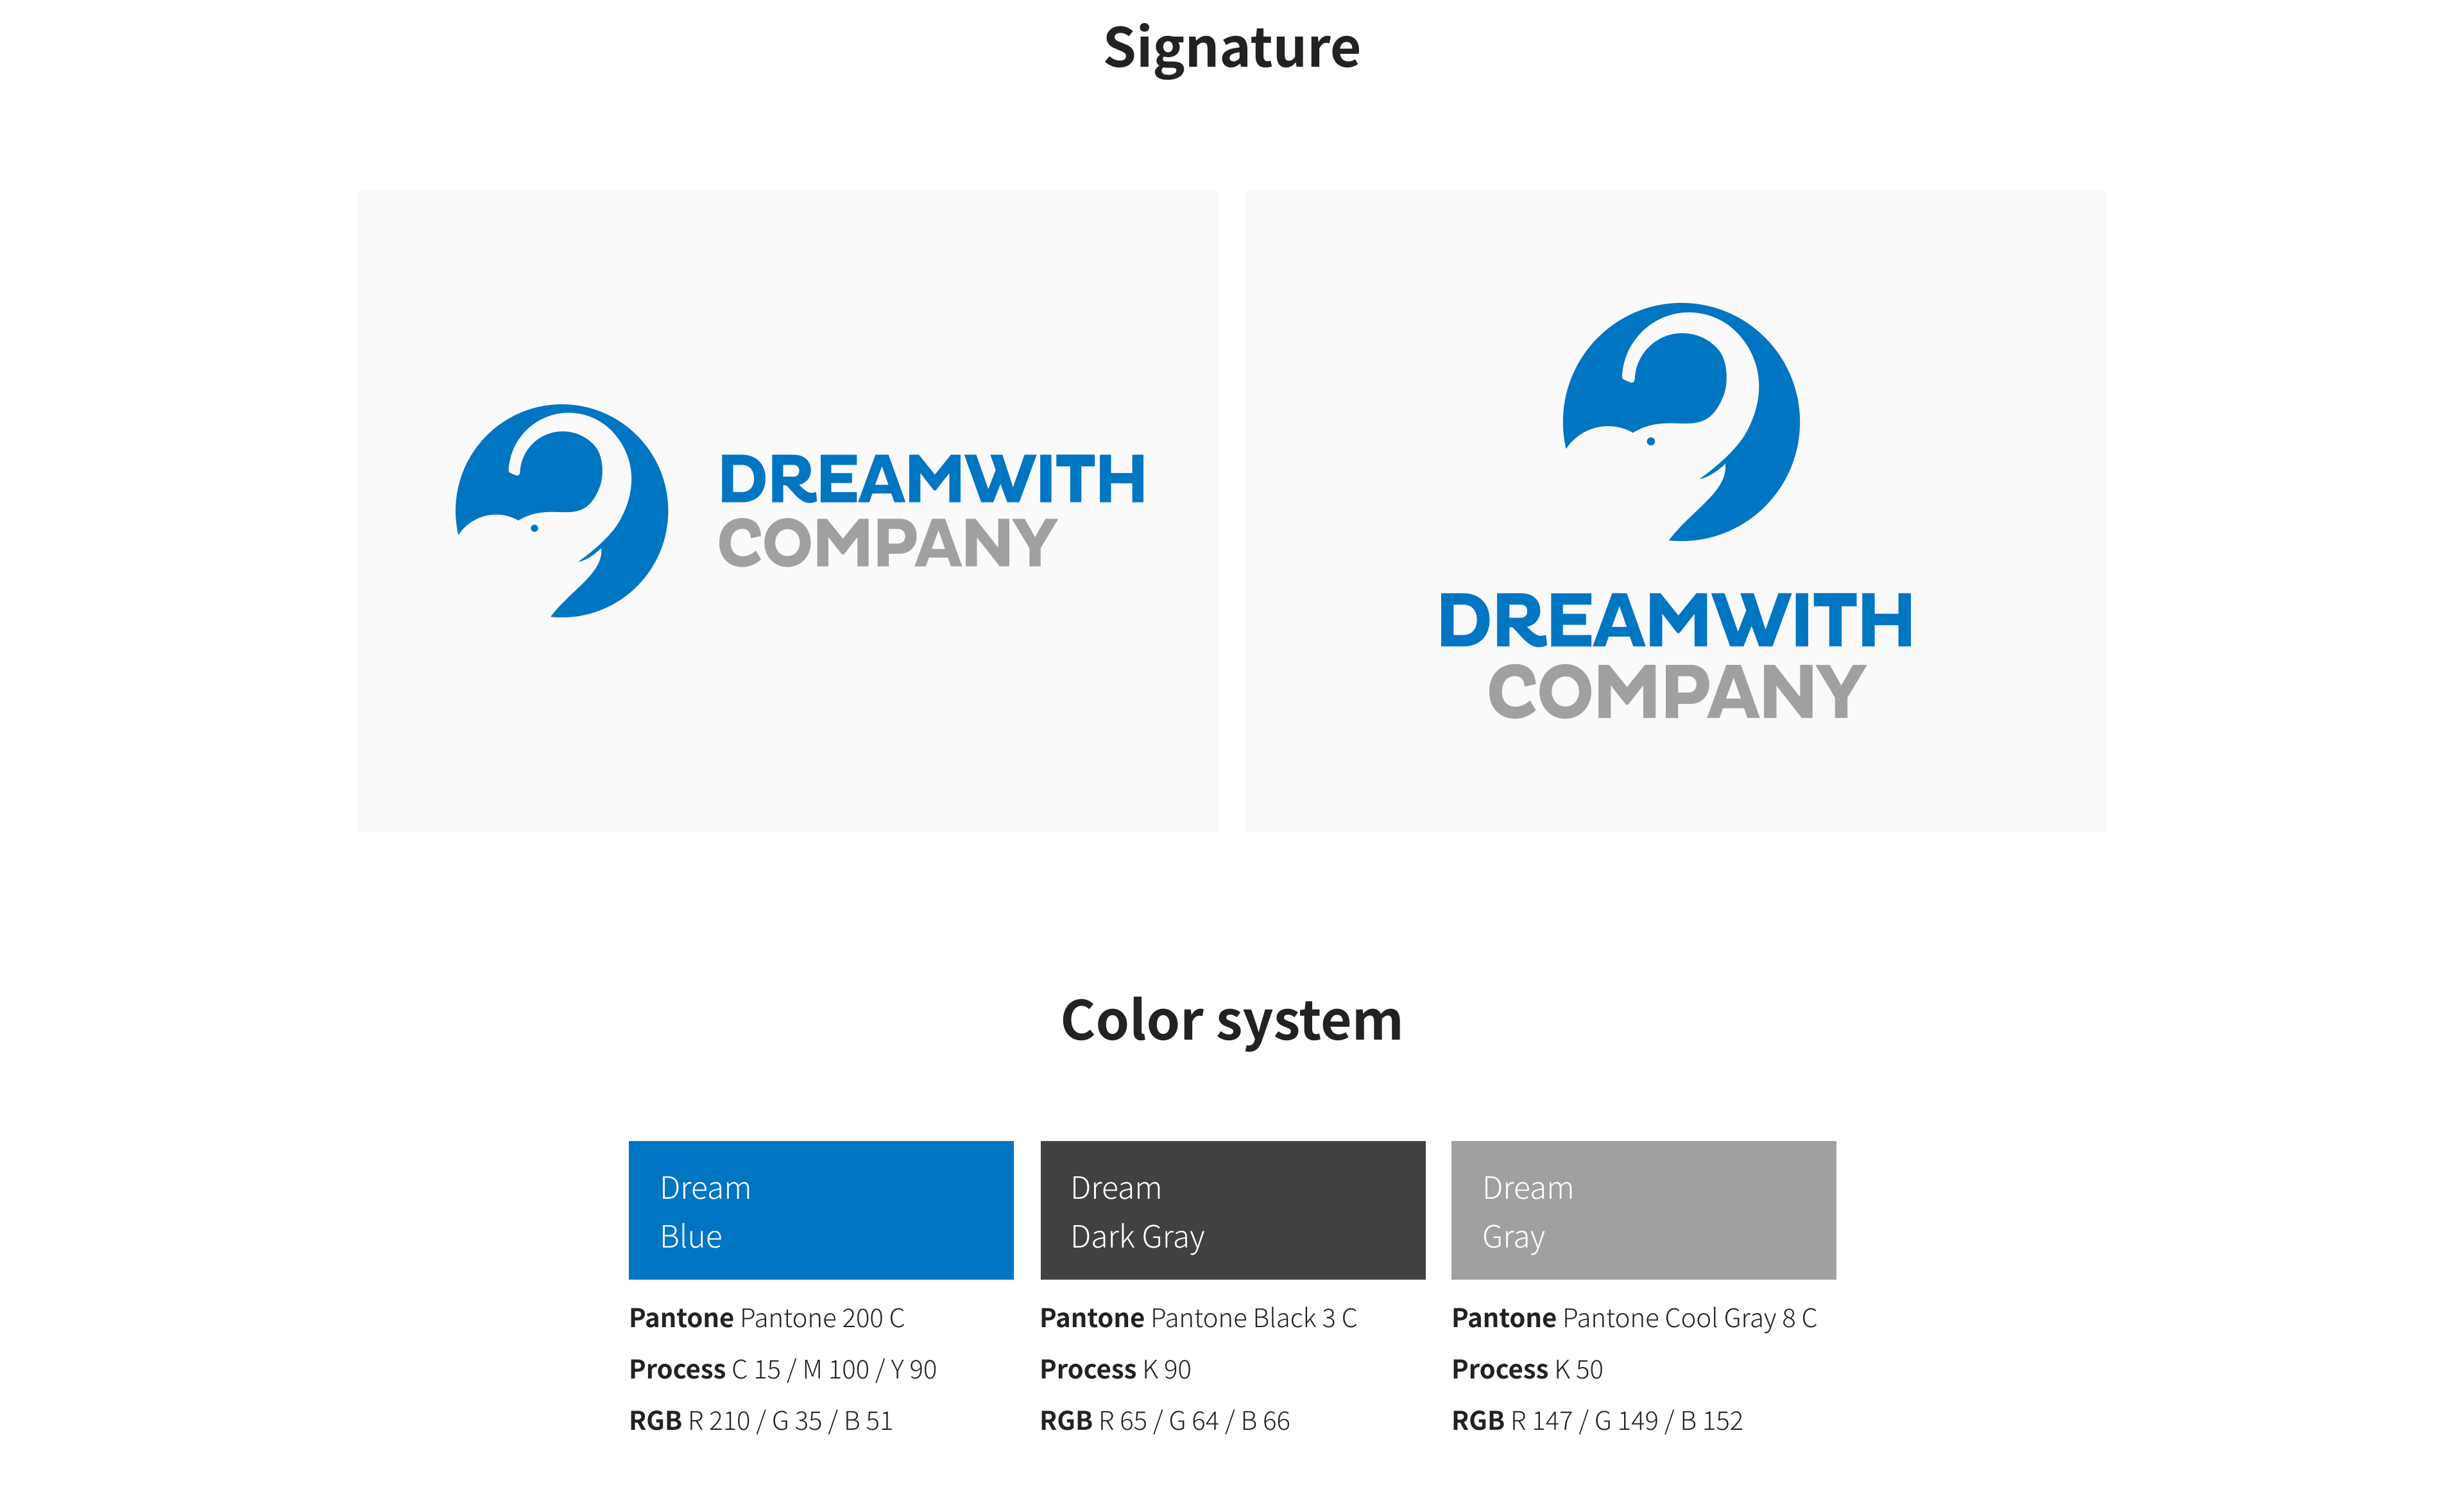 Signature
DREAMWITH
COMPANY
DREAMWITH
COMPANY
Color system
Dream
Blue
Pantone Pantone 200 C
Process C 15 / M 100 / Y 90
RGB R 210 / G 35 / B 51
Dream
Dark Gray
Pantone Pantone Black 3 C
Process K 90
RGB R 65 / G 64 / B 66
Dream
Gray
Pantone Pantone Cool Gray 8 C
Process K 50
RGB R 147 / G 149 / B 152